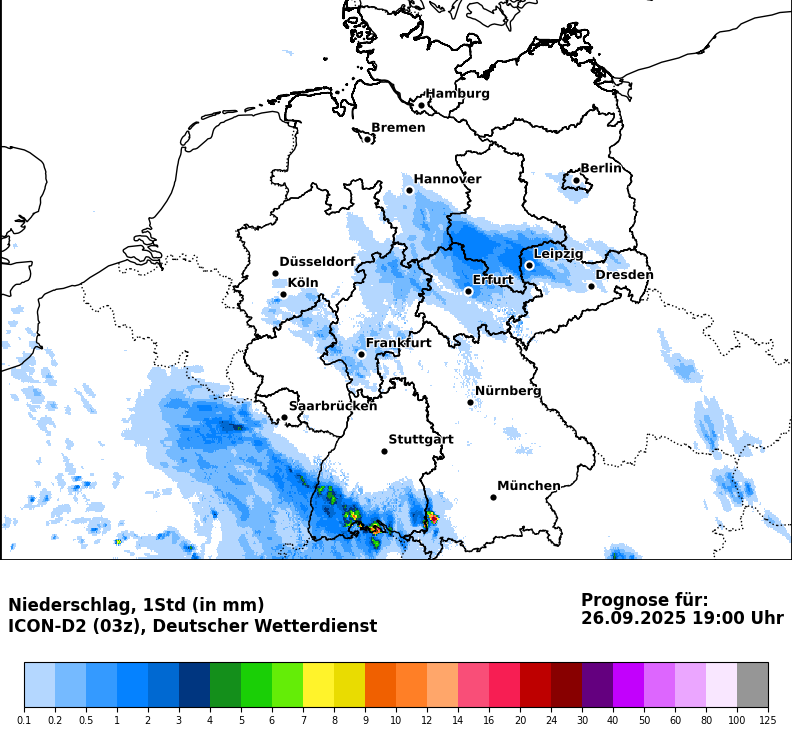 Hamburg
Bremen
Berlin
Hannover
Leipzig
Düsseldorf
Dresden
Köln
Erfurt
Frankfurt
Nürnberg
Saarbrücken
Stuttgart
München
Niederschlag, 1Std (in mm)
ICON-D2 (03z), Deutscher Wetterdienst
Prognose für:
26.09.2025 19:00 Uhr
0.1 0.2 0.5 1 2 3 4 5 6 7 8 9 10 12 14 16 20 24 30 40 50 60 80 100 125